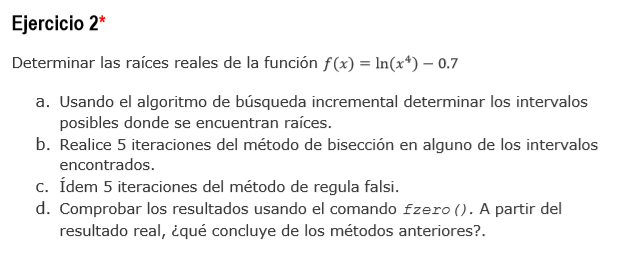 Ejercicio 2*
Determinar las raíces reales de la función f(x) = ln(x⁴) − 0.7
a. Usando el algoritmo de búsqueda incremental determinar los intervalos
posibles donde se encuentran raíces.
b. Realice 5 iteraciones del método de bisección en alguno de los intervalos
encontrados.
c. Ídem 5 iteraciones del método de regula falsi.
d. Comprobar los resultados usando el comando fzero(). A partir del
resultado real, ¿qué concluye de los métodos anteriores?.